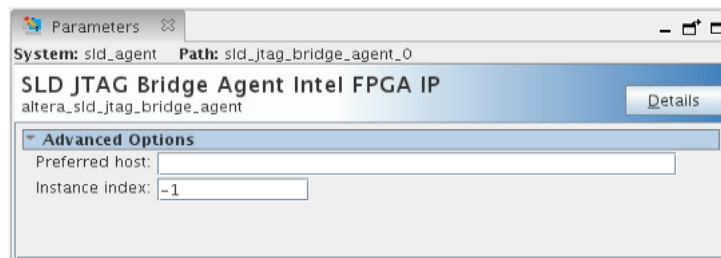 Parameters
System: sld_agent Path: sld_jtag_bridge_agent_0
SLD JTAG Bridge Agent Intel FPGA IP
altera_sld_jtag_bridge_agent
Details
Advanced Options
Preferred host:
Instance index: -1